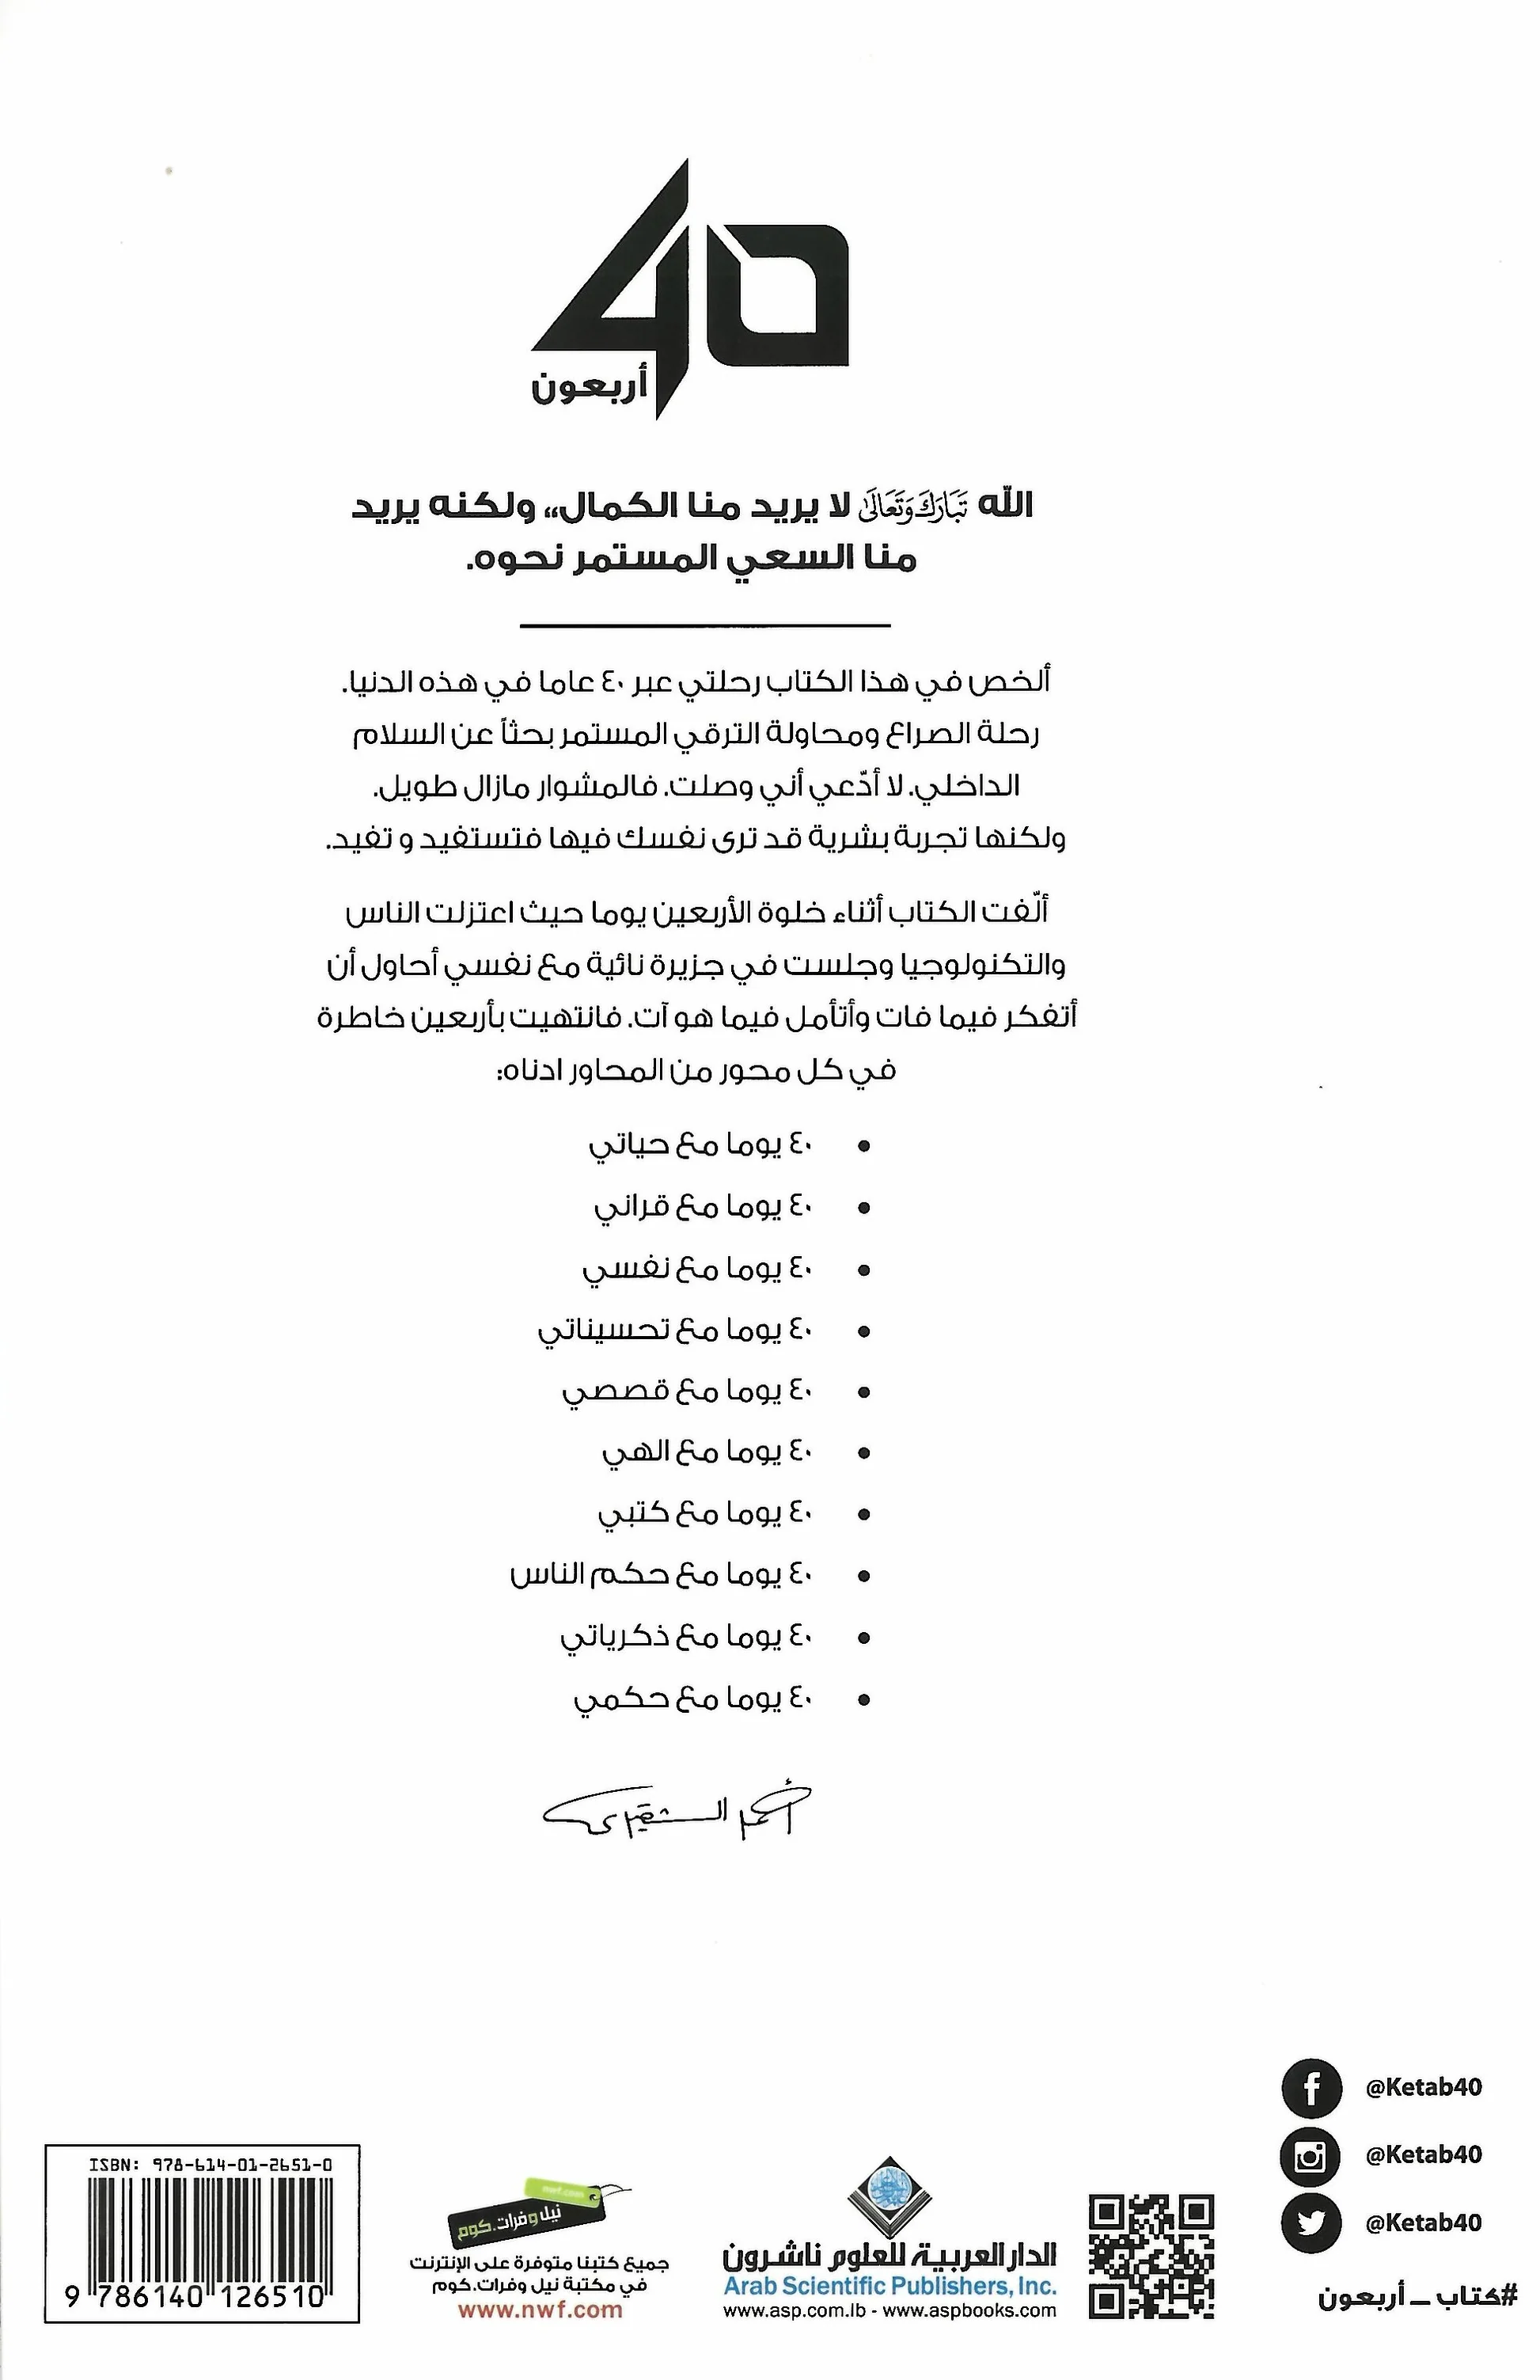 40
أربعون
الله تَبَارَكَ وَتَعَالَىٰ لا يريد منا الكمال،، ولكنه يريد
منا السعي المستمر نحوه.
ألخص في هذا الكتاب رحلتي عبر ٤٠ عاما في هذه الدنيا.
رحلة الصراع ومحاولة الترقي المستمر بحثاً عن السلام
الداخلي. لا أدّعي أني وصلت. فالمشوار مازال طويل.
ولكنها تجربة بشرية قد ترى نفسك فيها فتستفيد و تفيد.
ألّفت الكتاب أثناء خلوة الأربعين يوما حيث اعتزلت الناس
والتكنولوجيا وجلست في جزيرة نائية مع نفسي أحاول أن
أتفكر فيما فات وأتأمل فيما هو آت. فانتهيت بأربعين خاطرة
في كل محور من المحاور ادناه:
• ٤٠ يوما مع حياتي
• ٤٠ يوما مع قراني
• ٤٠ يوما مع نفسي
• ٤٠ يوما مع تحسيناتي
• ٤٠ يوما مع قصصي
• ٤٠ يوما مع الهي
• ٤٠ يوما مع كتبي
• ٤٠ يوما مع حكم الناس
• ٤٠ يوما مع ذكرياتي
• ٤٠ يوما مع حكمي
أحمد الشقيري
@Ketab40
@Ketab40
@Ketab40
#كتاب_أربعون
الدار العربية للعلوم ناشرون
Arab Scientific Publishers, Inc.
www.asp.com.lb - www.aspbooks.com
nwf.com
نيل وفرات.كوم
جميع كتبنا متوفرة على الإنترنت
في مكتبة نيل وفرات.كوم
www.nwf.com
ISBN: 978-614-01-2651-0
9 786140 126510